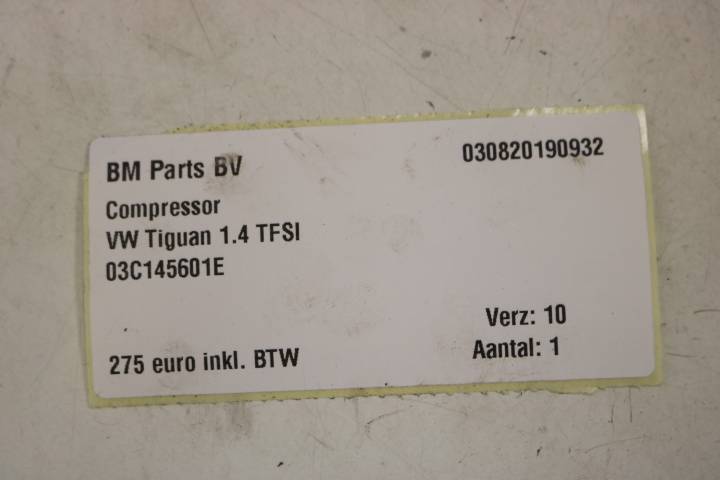 BM Parts BV
030820190932
Compressor
VW Tiguan 1.4 TFSI
03C145601E
Verz: 10
275 euro inkl. BTW
Aantal: 1